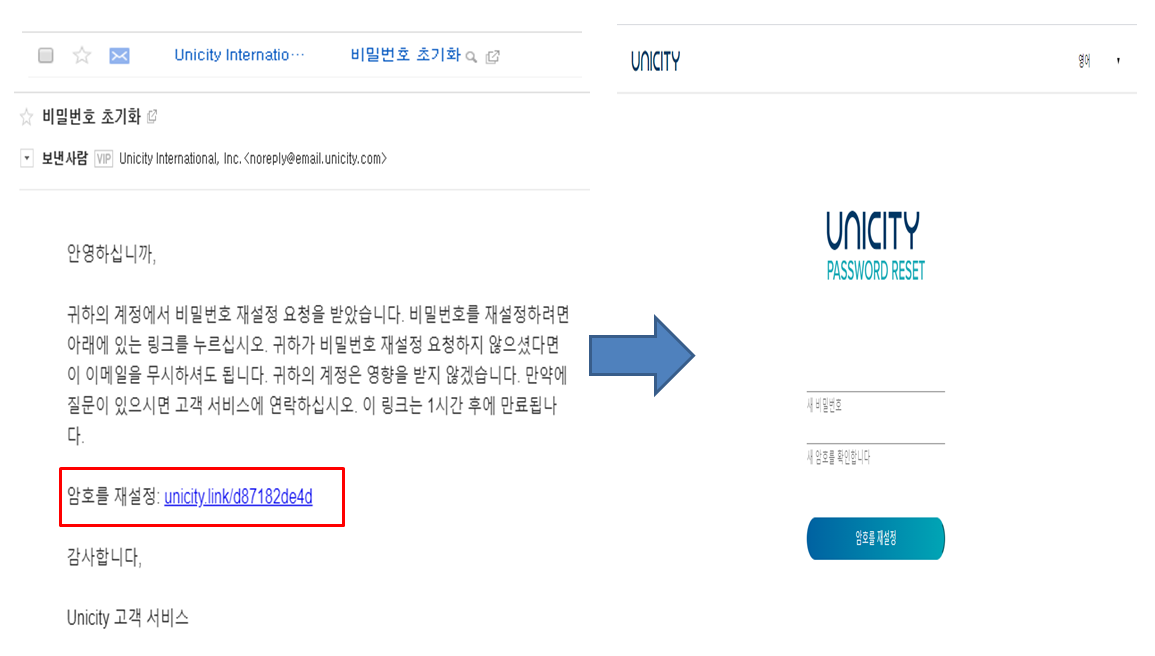 Unicity Internatio···
비밀번호 초기화
비밀번호 초기화
보낸사람 VIP Unicity International, Inc. <noreply@email.unicity.com>
안녕하십니까,
귀하의 계정에서 비밀번호 재설정 요청을 받았습니다. 비밀번호를 재설정하려면
아래에 있는 링크를 누르십시오. 귀하가 비밀번호 재설정 요청하지 않으셨다면
이 이메일을 무시하셔도 됩니다. 귀하의 계정은 영향을 받지 않겠습니다. 만약에
질문이 있으시면 고객 서비스에 연락하십시오. 이 링크는 1시간 후에 만료됩니
다.
암호를 재설정: unicity.link/d87182de4d
감사합니다,
Unicity 고객 서비스
UNICITY
영어
UNICITY
PASSWORD RESET
새 비밀번호
새 암호를 확인합니다
암호를 재설정